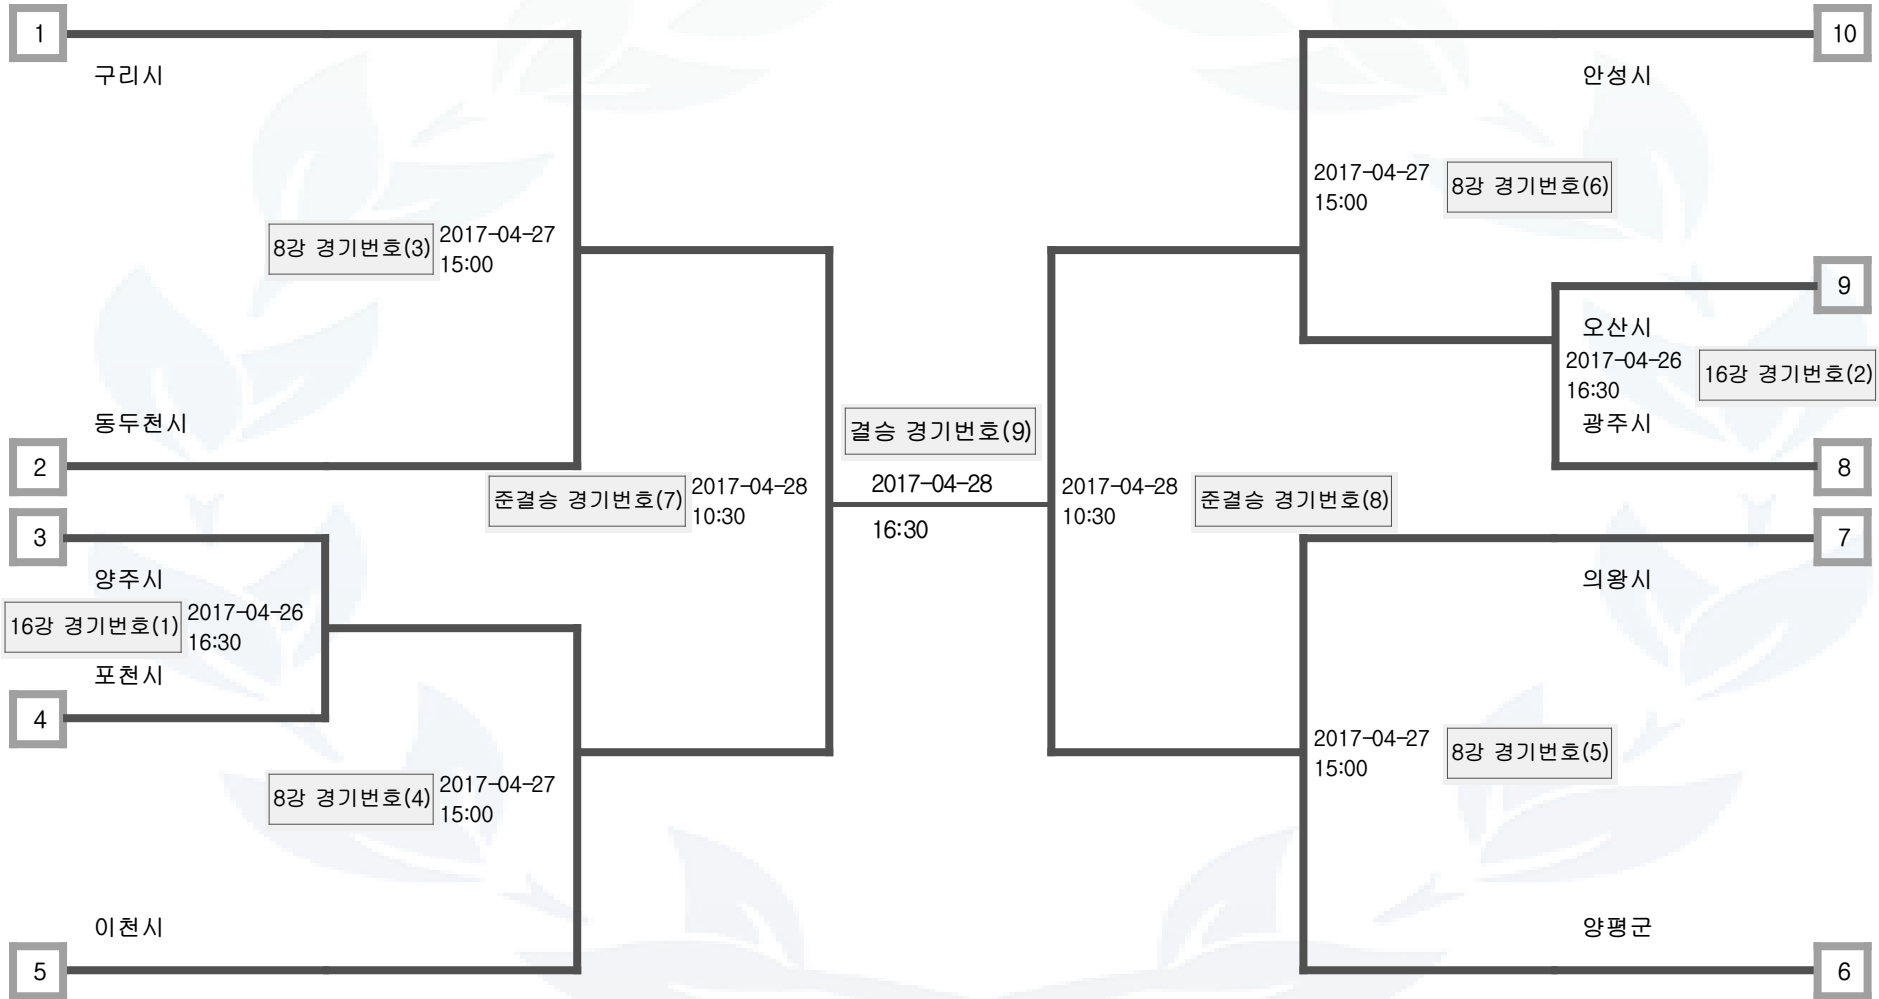 1
구리시
8강 경기번호(3)
2017-04-27
15:00
동두천시
2
준결승 경기번호(7)
2017-04-28
10:30
3
양주시
16강 경기번호(1)
2017-04-26
16:30
포천시
4
8강 경기번호(4)
2017-04-27
15:00
이천시
5
결승 경기번호(9)
2017-04-28
16:30
10
안성시
2017-04-27
15:00
8강 경기번호(6)
9
오산시
2017-04-26
16:30
16강 경기번호(2)
광주시
8
2017-04-28
10:30
준결승 경기번호(8)
7
의왕시
2017-04-27
15:00
8강 경기번호(5)
양평군
6